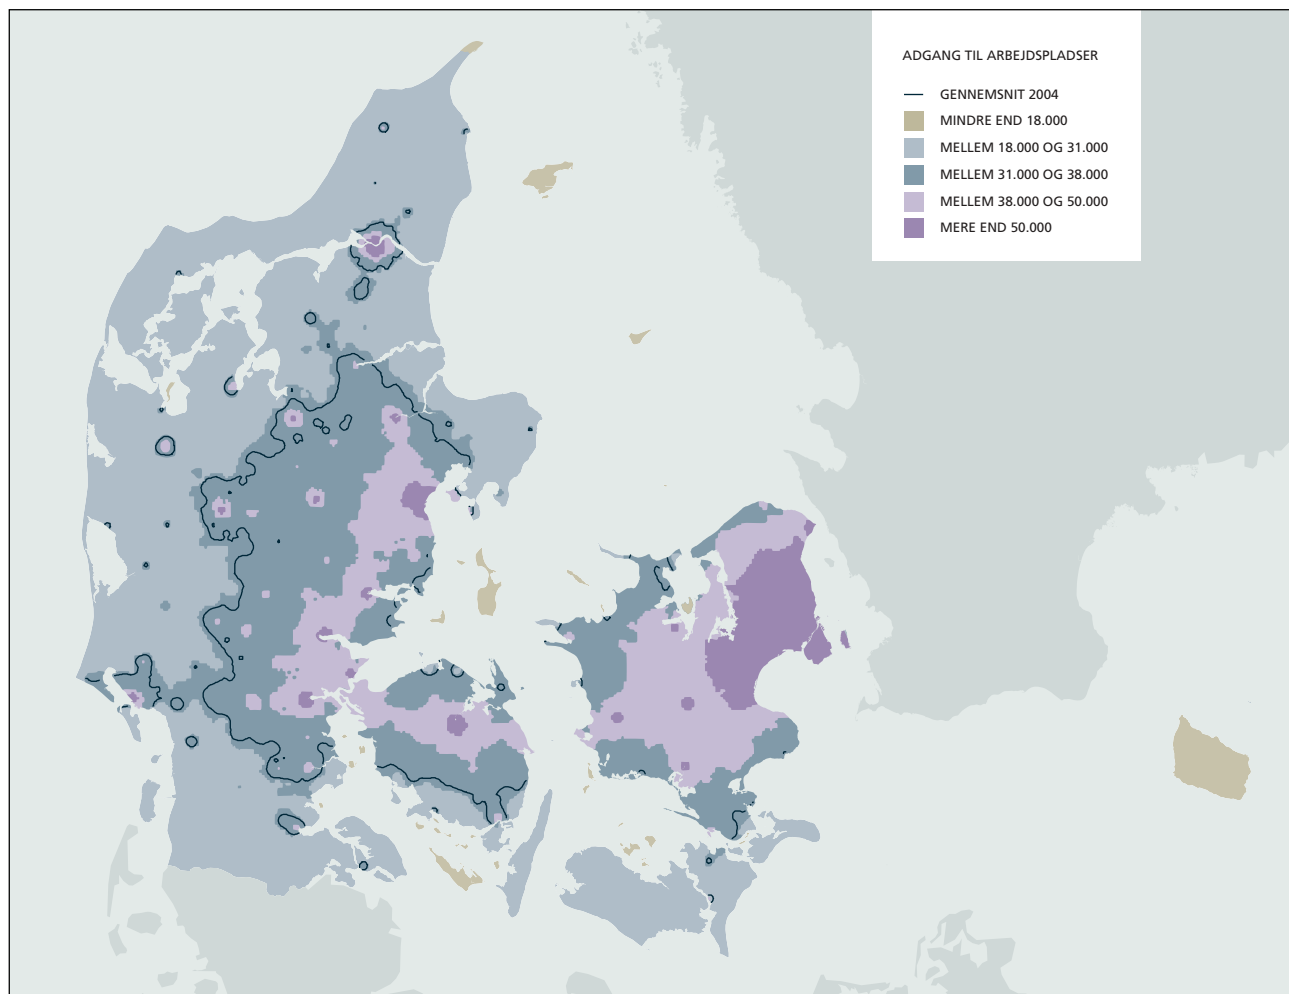 ADGANG TIL ARBEJDSPLADSER
GENNEMSNIT 2004
MINDRE END 18.000
MELLEM 18.000 OG 31.000
MELLEM 31.000 OG 38.000
MELLEM 38.000 OG 50.000
MERE END 50.000